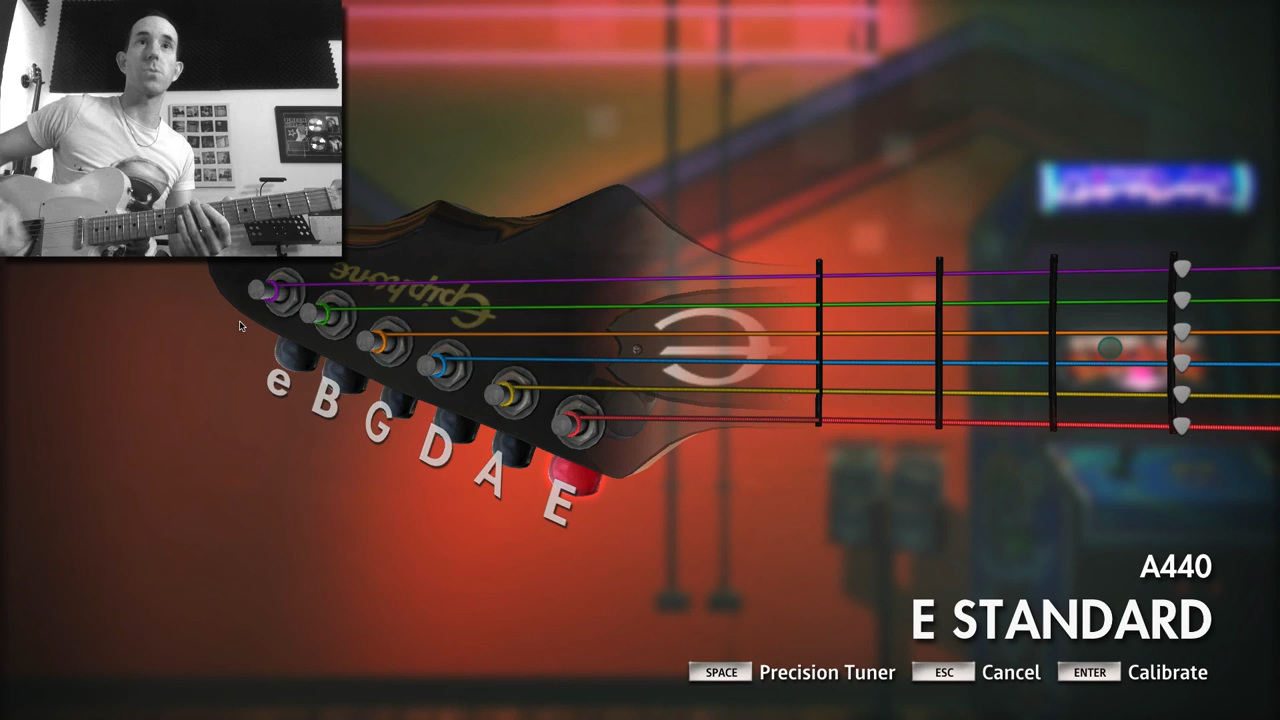 Epiphone
e
B
G
D
A
E
A440
E STANDARD
SPACE Precision Tuner ESC Cancel ENTER Calibrate